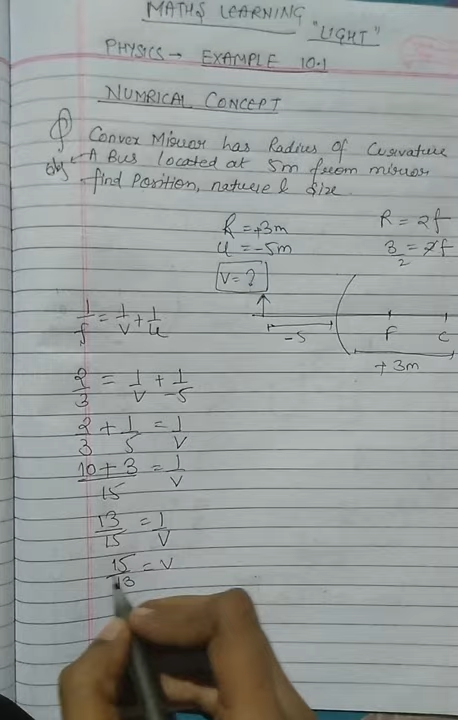 MATHS LEARNING
"LIGHT"
PHYSICS → EXAMPLE 10.1
NUMRICAL CONCEPT
Q Convex Mirror has Radius of Curvature
obj - A Bus located at 5m from mirror
find Position, nature & Size.
R = +3m
u = -5m
V = ?
R = 2f
3/2 = 2f
-5
F
C
+3m
1/f = 1/V + 1/u
2/3 = 1/V + 1/-5
2/3 + 1/5 = 1/V
10 + 3/15 = 1/V
13/15 = 1/V
15/13 = V